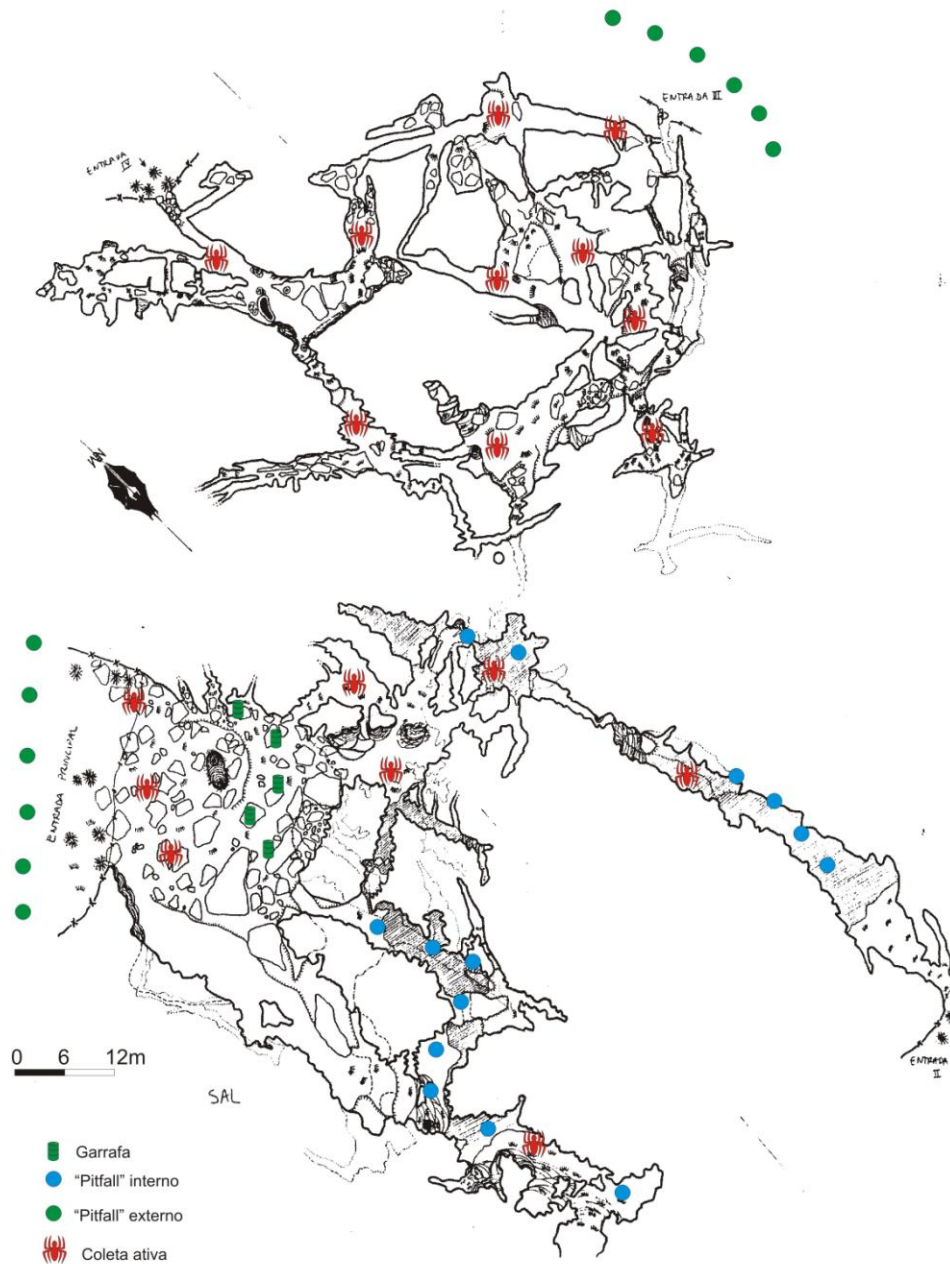 ENTRADA III
ENTRADA
IV
N
ENTRADA PRINCIPAL
0 6 12m
SAL
ENTRADA
II
Garrafa
"Pitfall" interno
"Pitfall" externo
Coleta ativa